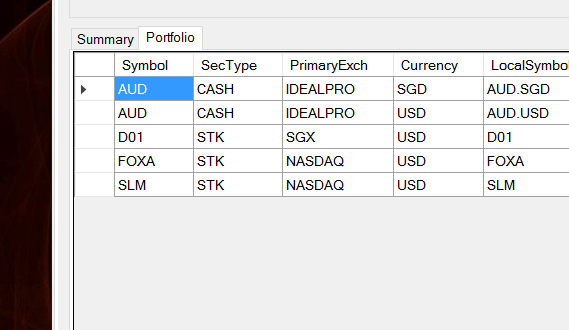 Summary Portfolio
Symbol SecType PrimaryExch Currency LocalSymbol
AUD CASH IDEALPRO SGD AUD.SGD
AUD CASH IDEALPRO USD AUD.USD
D01 STK SGX USD D01
FOXA STK NASDAQ USD FOXA
SLM STK NASDAQ USD SLM